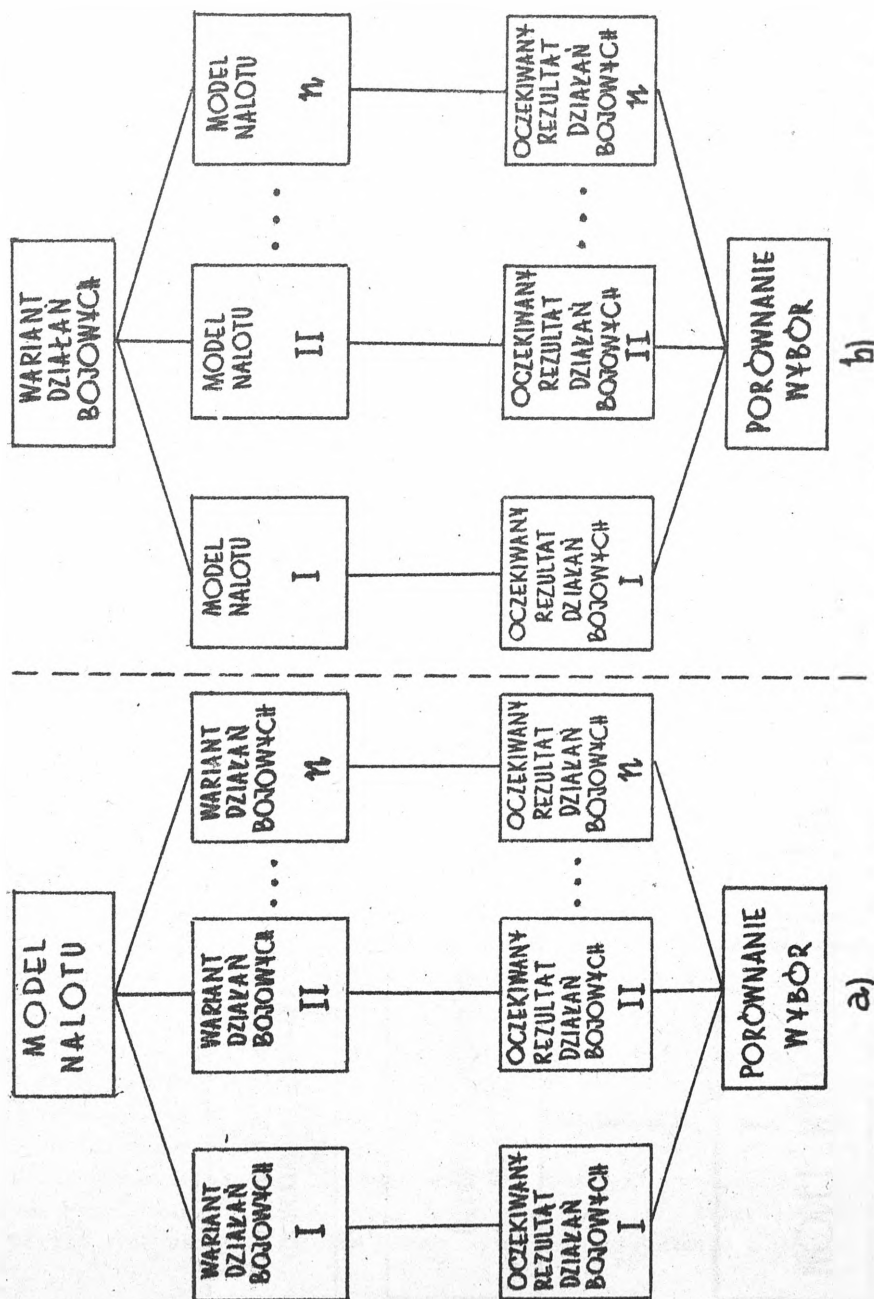 MODEL
NALOTU
WARIANT
DZIAŁAŃ
BOJOWYCH
I
WARIANT
DZIAŁAŃ
BOJOWYCH
II
....
WARIANT
DZIAŁAŃ
BOJOWYCH
n
OCZEKIWANY
REZULTAT
DZIAŁAŃ
BOJOWYCH
I
OCZEKIWANY
REZULTAT
DZIAŁAŃ
BOJOWYCH
II
...
OCZEKIWANY
REZULTAT
DZIAŁAŃ
BOJOWYCH
n
PORÓWNANIE
WYBÓR
a)
WARIANT
DZIAŁAŃ
BOJOWYCH
MODEL
NALOTU
I
MODEL
NALOTU
II
....
MODEL
NALOTU
n
OCZEKIWANY
REZULTAT
DZIAŁAŃ
BOJOWYCH
I
OCZEKIWANY
REZULTAT
DZIAŁAŃ
BOJOWYCH
II
....
OCZEKIWANY
REZULTAT
DZIAŁAŃ
BOJOWYCH
n
PORÓWNANIE
WYBÓR
b)